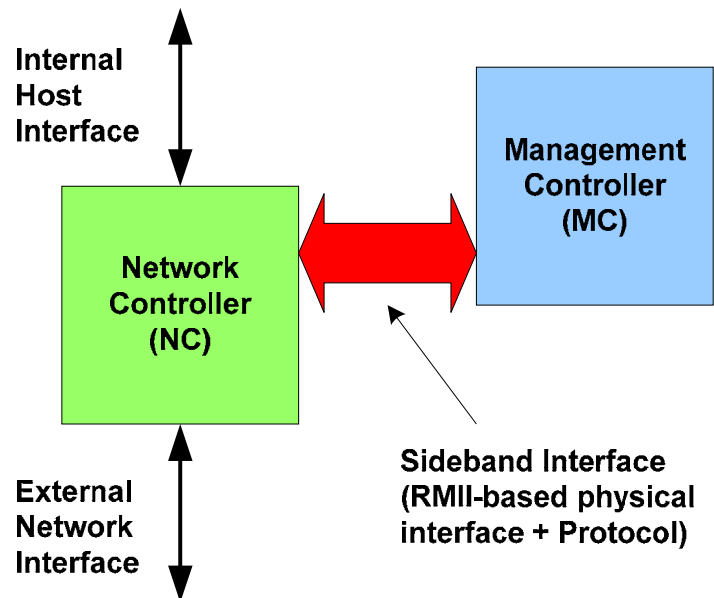 Internal
Host
Interface
Management
Controller
(MC)
Network
Controller
(NC)
Sideband Interface
(RMII-based physical
interface + Protocol)
External
Network
Interface